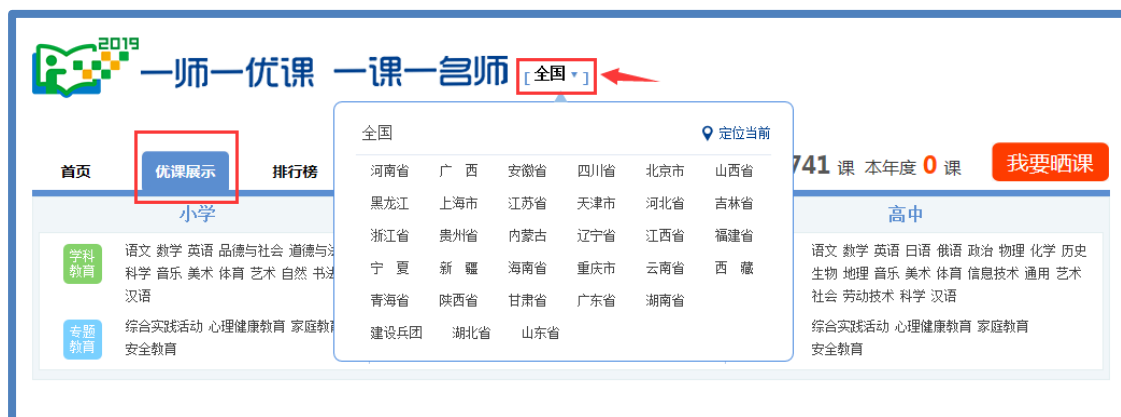 2019
一师一优课 一课一名师 [全国▼]
全国 定位当前
首页 优课展示 排行榜
741 课 本年度 0 课 我要晒课
河南省 广 西 安徽省 四川省 北京市 山西省
黑龙江 上海市 江苏省 天津市 河北省 吉林省
浙江省 贵州省 内蒙古 辽宁省 江西省 福建省
宁 夏 新 疆 海南省 重庆市 云南省 西 藏
青海省 陕西省 甘肃省 广东省 湖南省
建设兵团 湖北省 山东省
小学
学科
教育
语文 数学 英语 品德与社会 道德与法
科学 音乐 美术 体育 艺术 自然 书法
汉语
专题
教育
综合实践活动 心理健康教育 家庭教育
安全教育
高中
语文 数学 英语 日语 俄语 政治 物理 化学 历史
生物 地理 音乐 美术 体育 信息技术 通用 艺术
社会 劳动技术 科学 汉语
综合实践活动 心理健康教育 家庭教育
安全教育